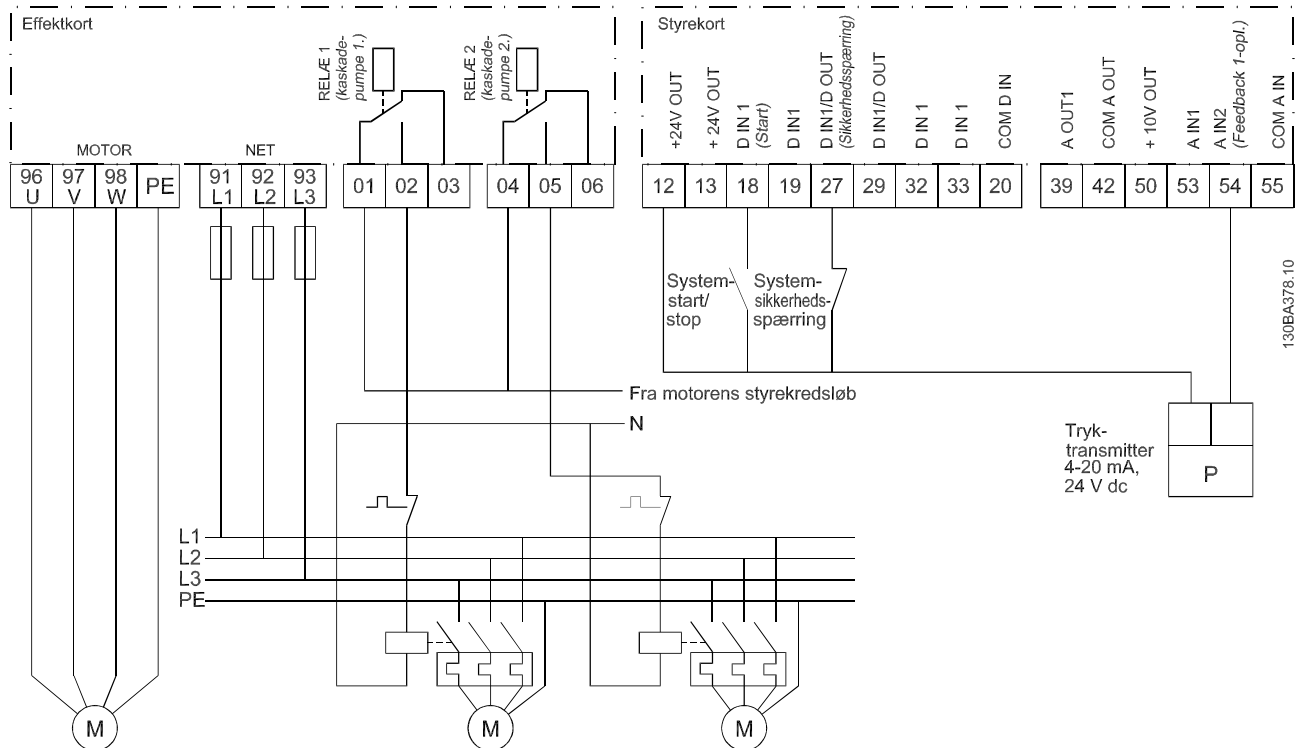 Effektkort
RELÆ 1
(kaskade-
pumpe 1.)
RELÆ 2
(kaskade-
pumpe 2.)
MOTOR
NET
96
U
97
V
98
W
PE
91
L1
92
L2
93
L3
01
02
03
04
05
06
Styrekort
+24V OUT
+ 24V OUT
D IN 1
(Start)
D IN1
D IN1/D OUT
(Sikkerhedsspærring)
D IN1/D OUT
D IN 1
D IN 1
COM D IN
A OUT1
COM A OUT
+ 10V OUT
A IN1
A IN2
(Feedback 1-opl.)
COM A IN
12
13
18
19
27
29
32
33
20
39
42
50
53
54
55
System-
start/
stop
System-
sikkerheds-
spærring
130BA378.10
Fra motorens styrekredsløb
N
Tryk-
transmitter
4-20 mA,
24 V dc
P
L1
L2
L3
PE
M
M
M